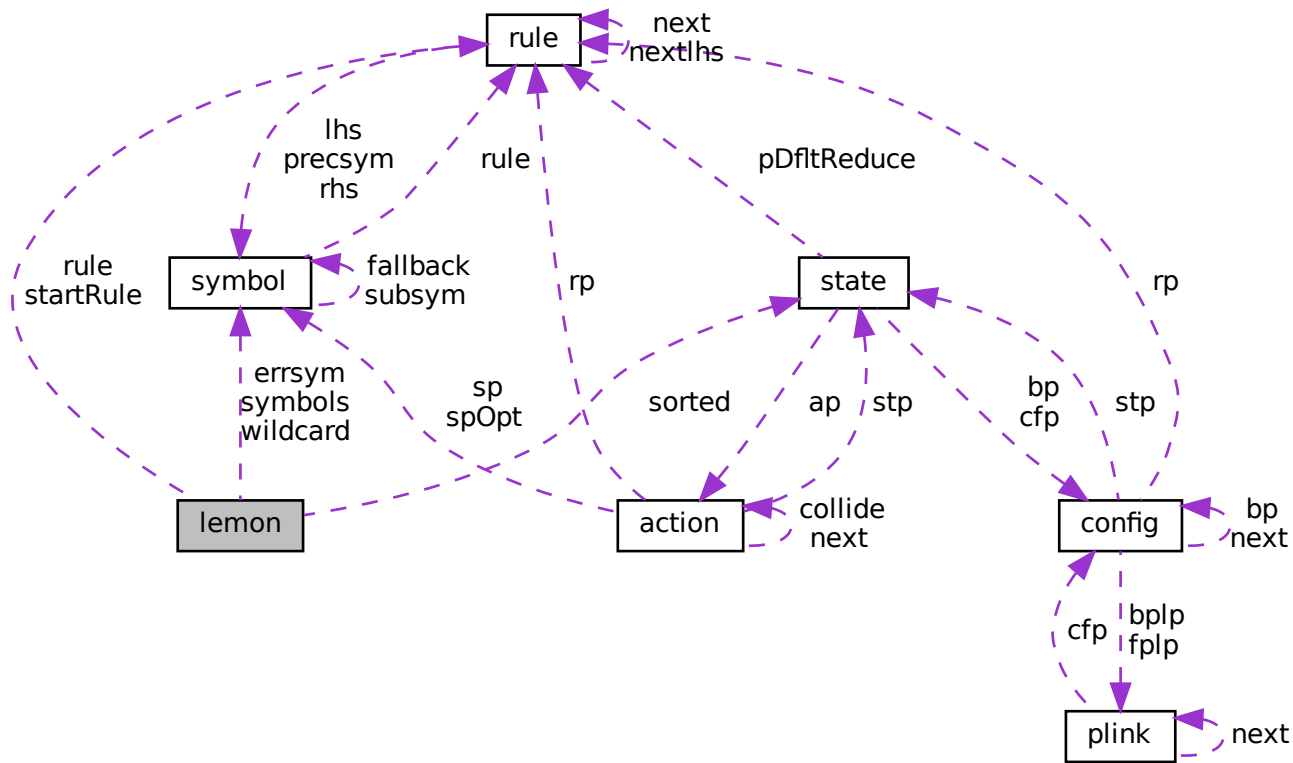 rule
next
nextlhs
lhs
precsym
rhs
rule
pDfltReduce
rule
startRule
symbol
fallback
subsym
rp
state
rp
errsym
symbols
wildcard
sp
spOpt
sorted
ap
stp
bp
cfp
stp
lemon
action
collide
next
config
bp
next
cfp
bplp
fplp
plink
next